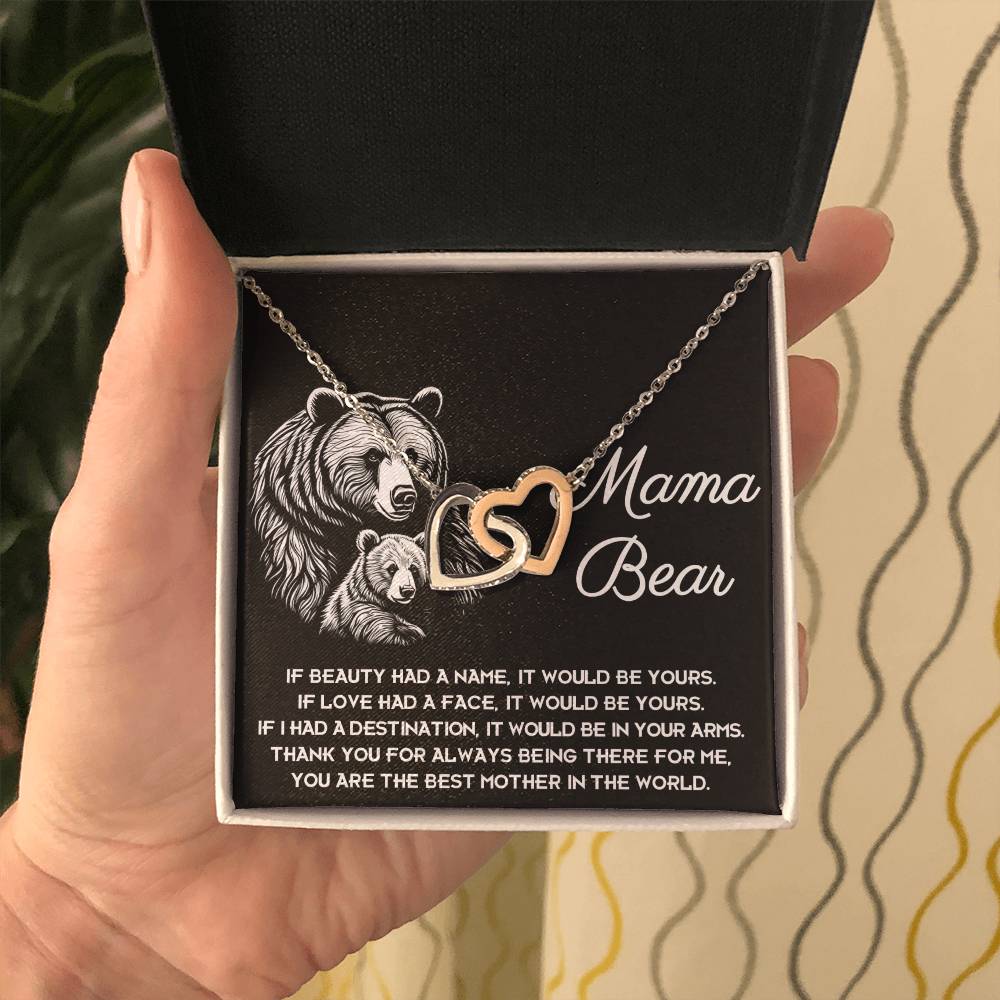 Mama
Bear
IF BEAUTY HAD A NAME, IT WOULD BE YOURS.
IF LOVE HAD A FACE, IT WOULD BE YOURS.
IF I HAD A DESTINATION, IT WOULD BE IN YOUR ARMS.
THANK YOU FOR ALWAYS BEING THERE FOR ME,
YOU ARE THE BEST MOTHER IN THE WORLD.